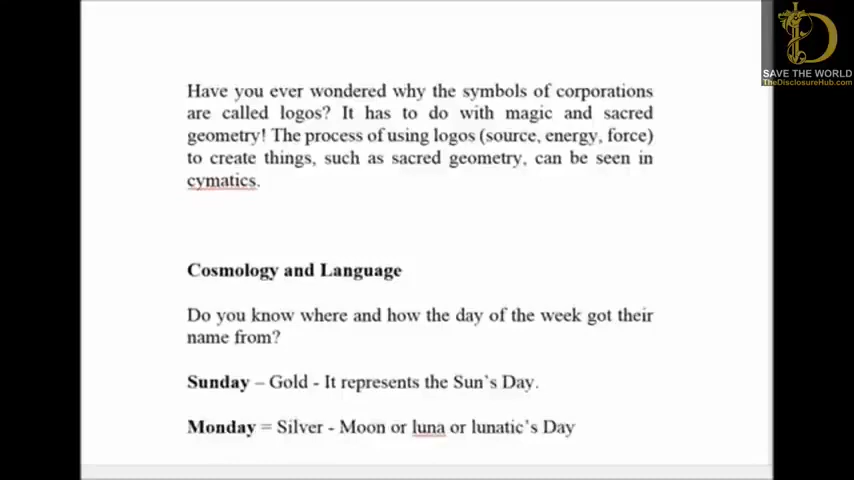 SAVE THE WORLD
TheDisclosureHub.com
Have you ever wondered why the symbols of corporations
are called logos? It has to do with magic and sacred
geometry! The process of using logos (source, energy, force)
to create things, such as sacred geometry, can be seen in
cymatics.
Cosmology and Language
Do you know where and how the day of the week got their
name from?
Sunday – Gold - It represents the Sun`s Day.
Monday = Silver - Moon or luna or lunatic's Day